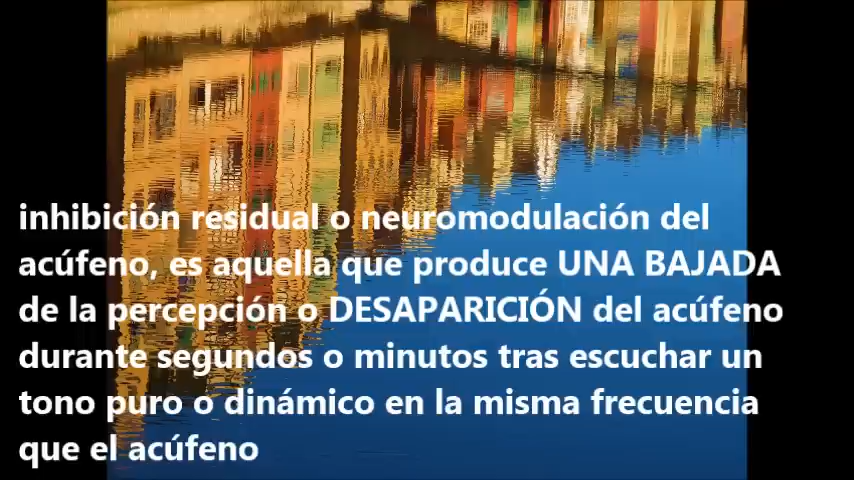 inhibición residual o neuromodulación del
acúfeno, es aquella que produce UNA BAJADA
de la percepción o DESAPARICIÓN del acúfeno
durante segundos o minutos tras escuchar un
tono puro o dinámico en la misma frecuencia
que el acúfeno